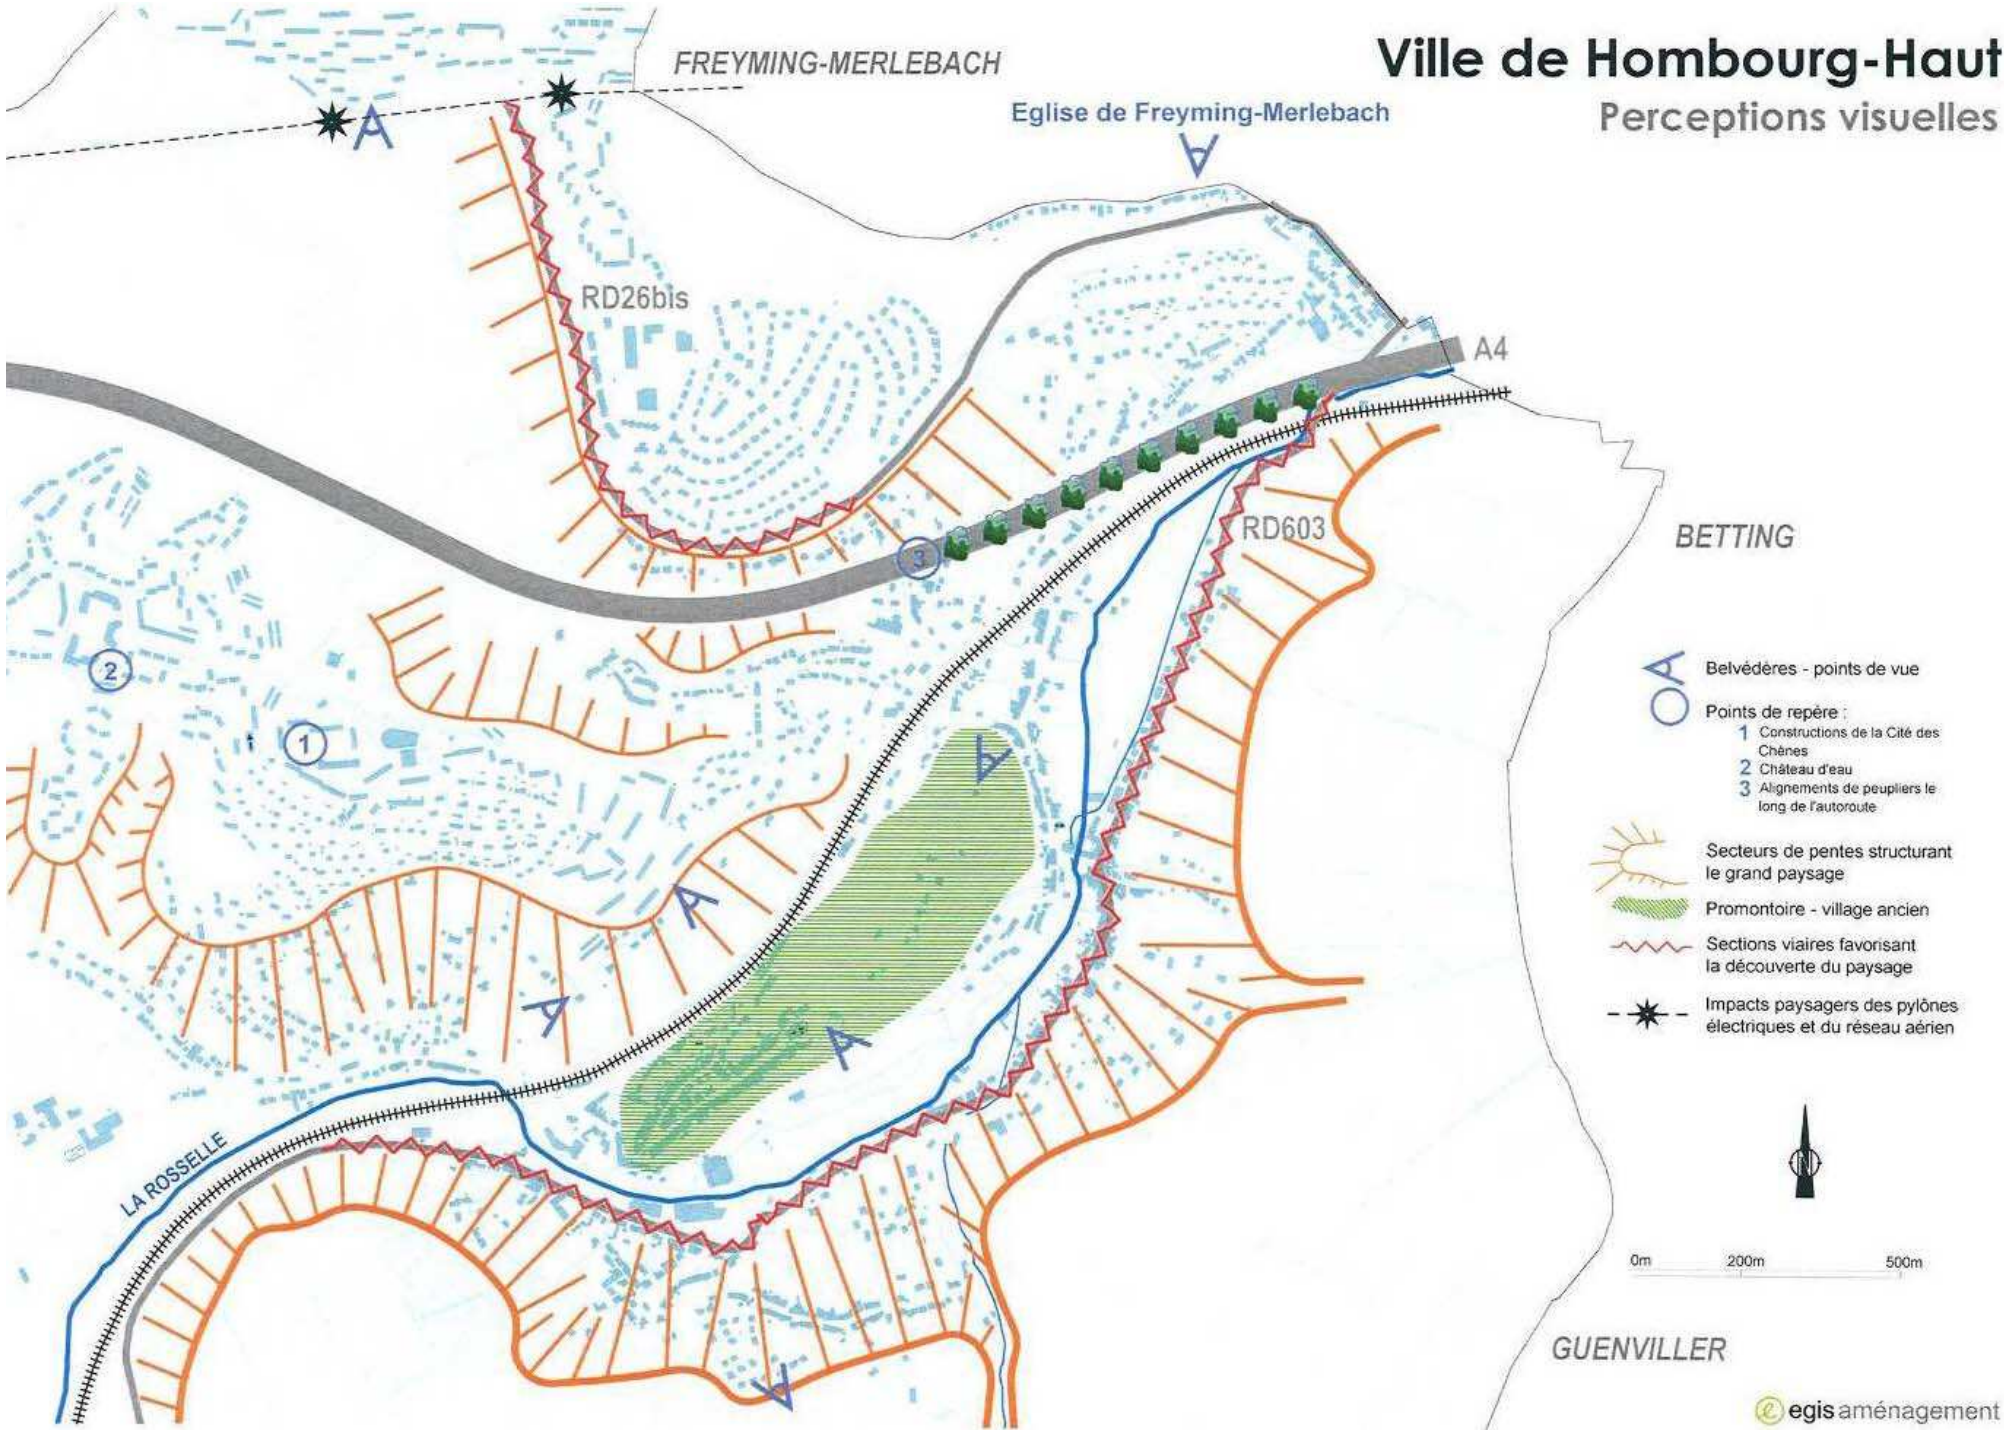 Ville de Hombourg-Haut
Perceptions visuelles
FREYMING-MERLEBACH
Eglise de Freyming-Merlebach
RD26bis
A4
RD603
BETTING
3
2
1
LA ROSSELLE
Belvédères - points de vue
Points de repère :
1 Constructions de la Cité des
Chênes
2 Château d'eau
3 Alignements de peupliers le
long de l'autoroute
Secteurs de pentes structurant
le grand paysage
Promontoire - village ancien
Sections viaires favorisant
la découverte du paysage
Impacts paysagers des pylônes
électriques et du réseau aérien
N
0m 200m 500m
GUENVILLER
e egis aménagement